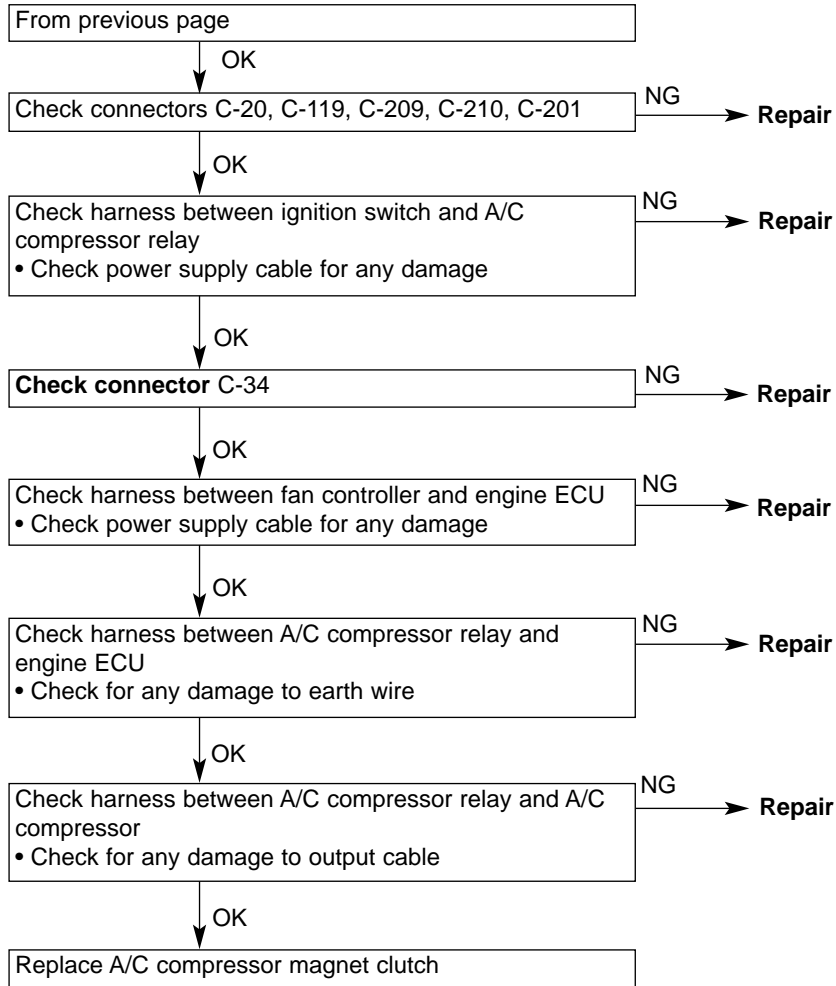 From previous page
OK
Check connectors C-20, C-119, C-209, C-210, C-201
NG
Repair
OK
Check harness between ignition switch and A/C
compressor relay
• Check power supply cable for any damage
NG
Repair
OK
Check connector C-34
NG
Repair
OK
Check harness between fan controller and engine ECU
• Check power supply cable for any damage
NG
Repair
OK
Check harness between A/C compressor relay and
engine ECU
• Check for any damage to earth wire
NG
Repair
OK
Check harness between A/C compressor relay and A/C
compressor
• Check for any damage to output cable
NG
Repair
OK
Replace A/C compressor magnet clutch